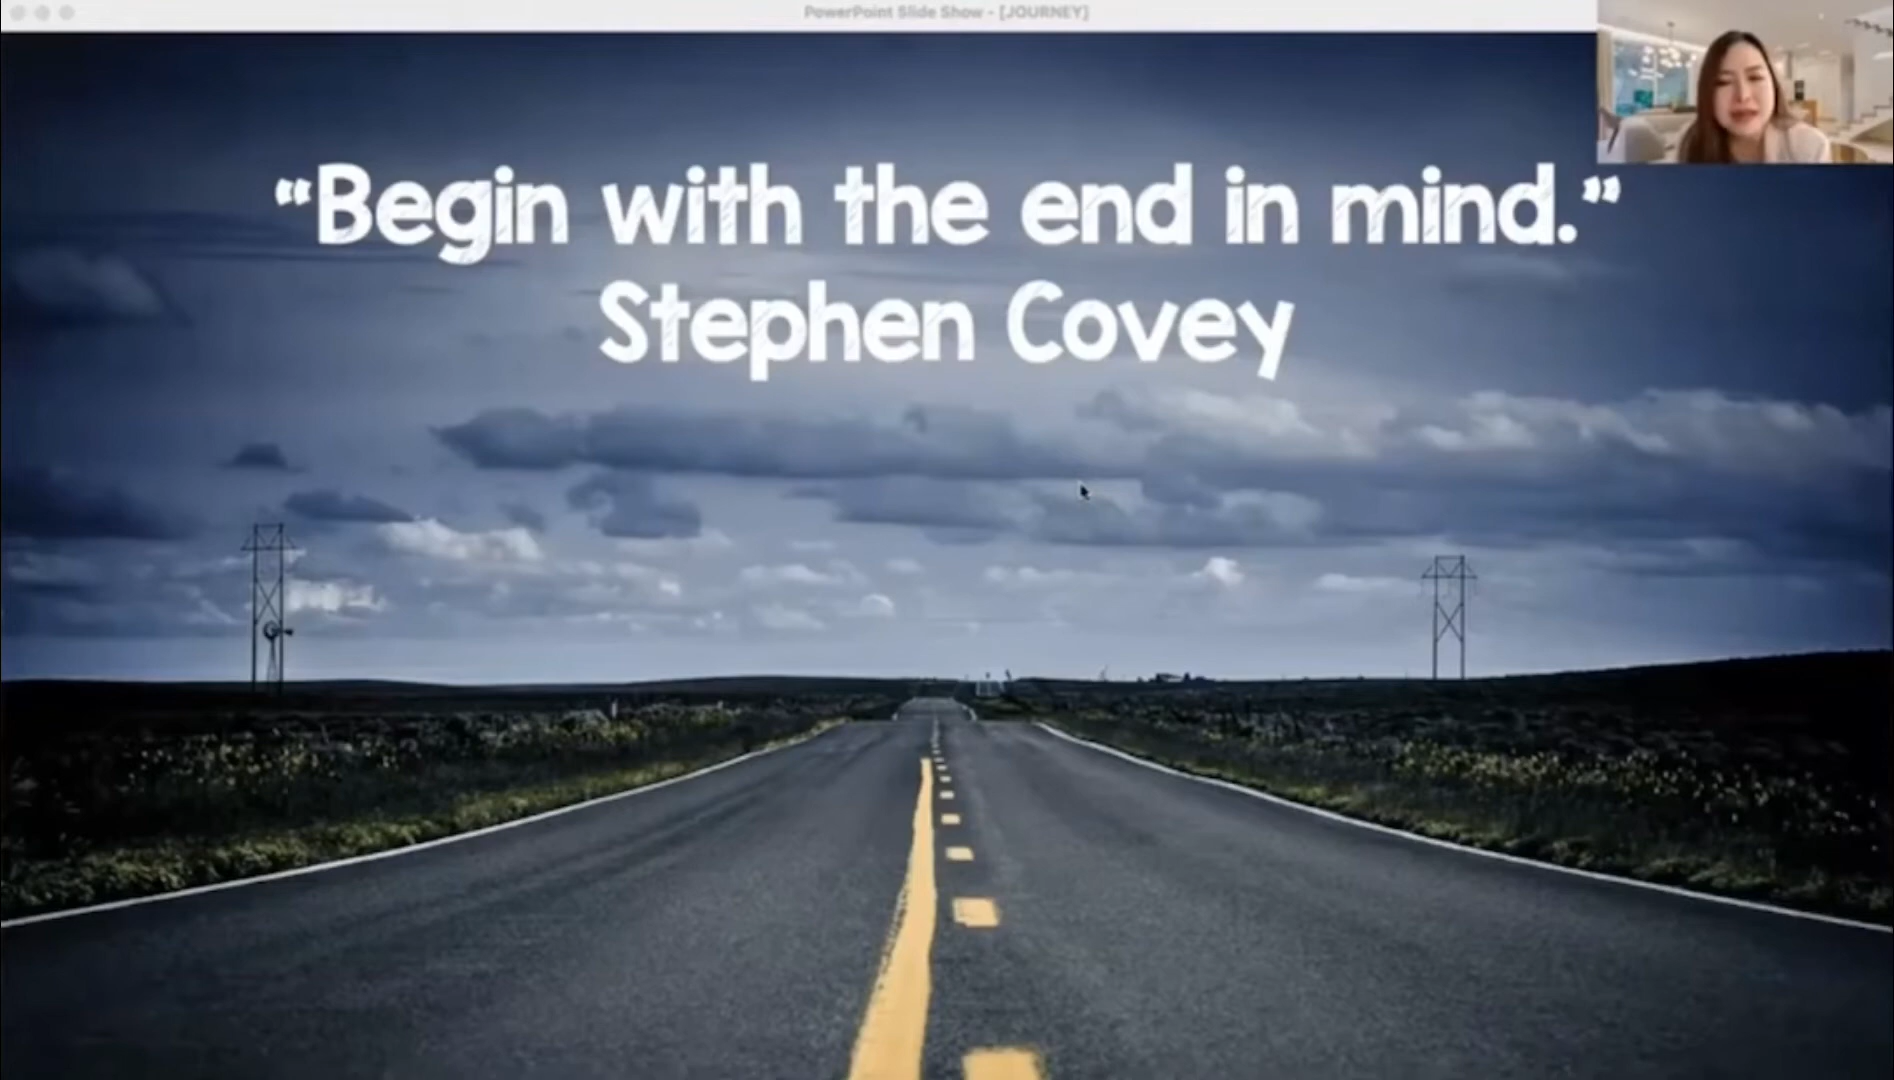 PowerPoint Slide Show - [JOURNEY]
“Begin with the end in mind.”
Stephen Covey